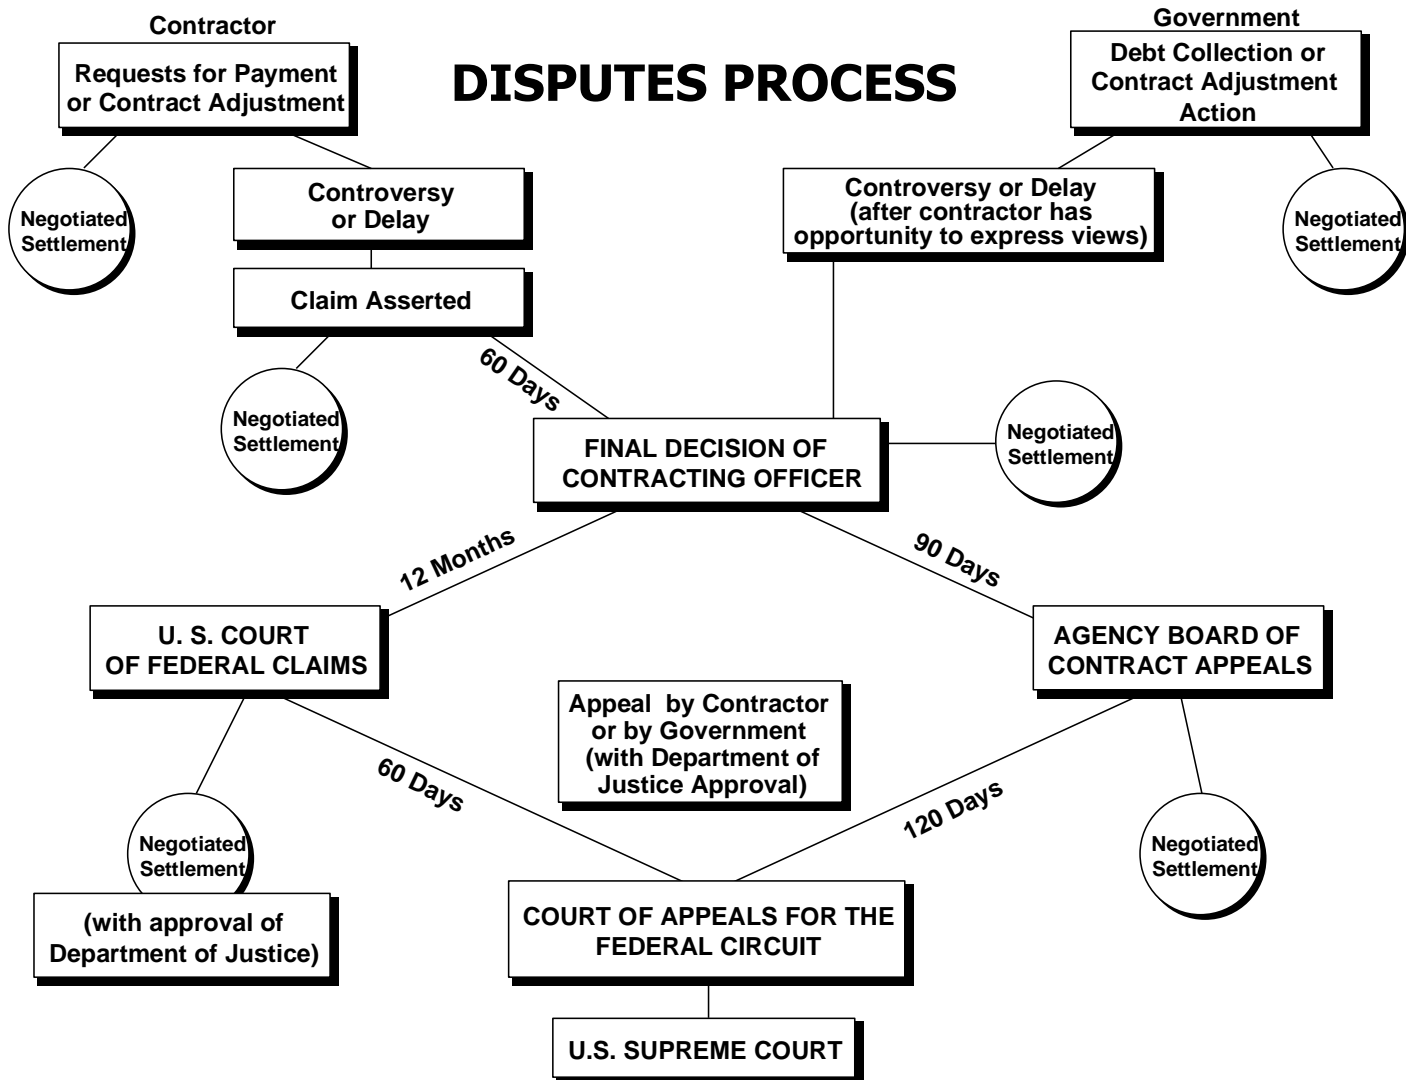 Contractor
Government
DISPUTES PROCESS
Requests for Payment
or Contract Adjustment
Debt Collection or
Contract Adjustment
Action
Negotiated
Settlement
Controversy
or Delay
Controversy or Delay
(after contractor has
opportunity to express views)
Negotiated
Settlement
Claim Asserted
60 Days
Negotiated
Settlement
FINAL DECISION OF
CONTRACTING OFFICER
Negotiated
Settlement
12 Months
90 Days
U. S. COURT
OF FEDERAL CLAIMS
AGENCY BOARD OF
CONTRACT APPEALS
Appeal by Contractor
or by Government
(with Department of
Justice Approval)
60 Days
120 Days
Negotiated
Settlement
(with approval of
Department of Justice)
Negotiated
Settlement
COURT OF APPEALS FOR THE
FEDERAL CIRCUIT
U.S. SUPREME COURT